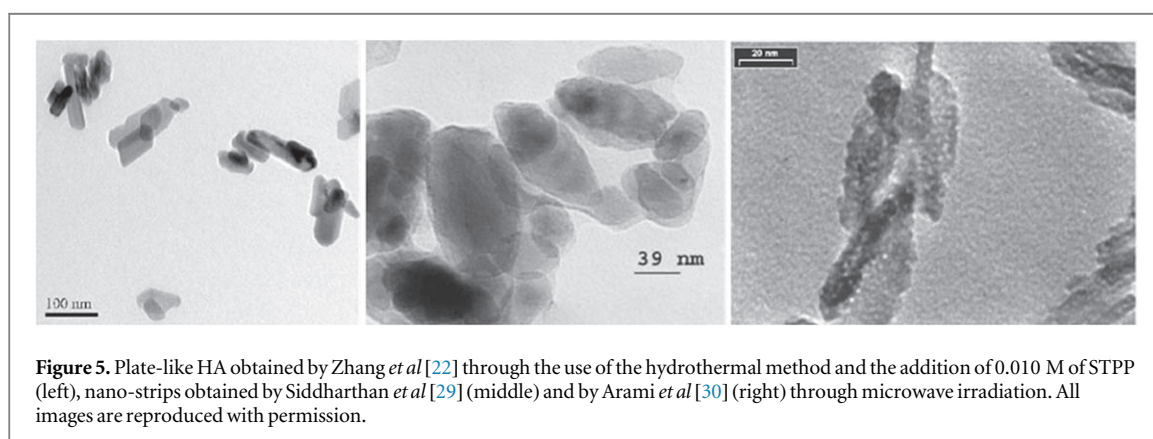 100 nm
39 nm
20 nm
Figure 5. Plate-like HA obtained by Zhang et al [22] through the use of the hydrothermal method and the addition of 0.010 M of STPP
(left), nano-strips obtained by Siddharthan et al [29] (middle) and by Arami et al [30] (right) through microwave irradiation. All
images are reproduced with permission.